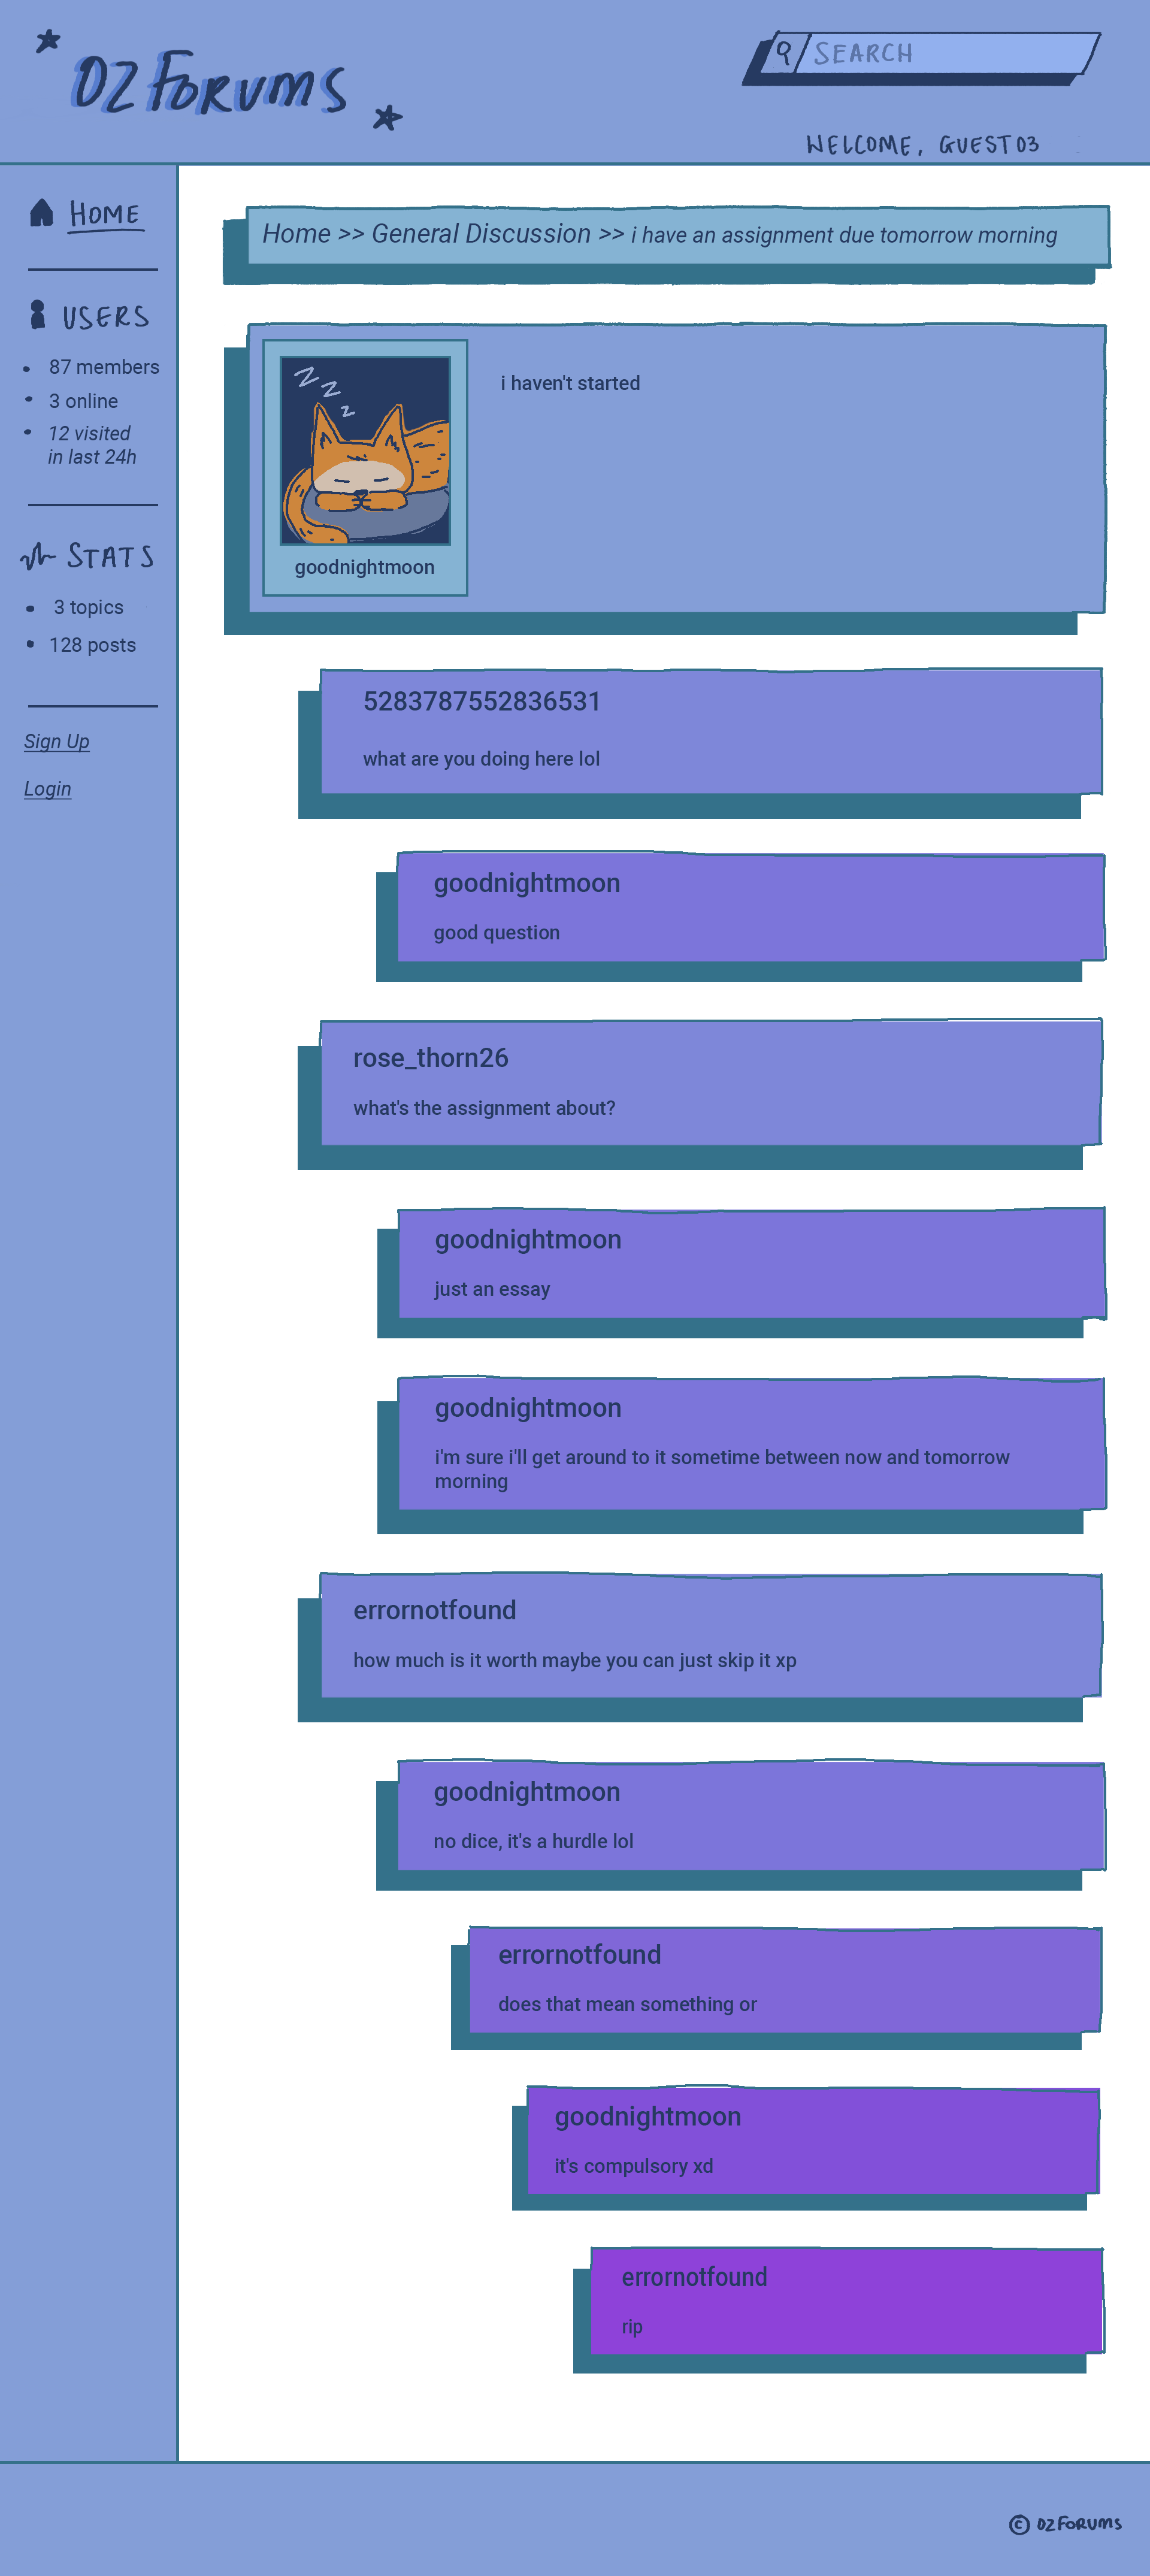 OZ FORUMS
SEARCH
WELCOME, GUEST03
HOME
USERS
87 members
3 online
12 visited
in last 24h
STATS
3 topics
128 posts
Sign Up
Login
Home >> General Discussion >> i have an assignment due tomorrow morning
z z z
goodnightmoon
i haven't started
5283787552836531
what are you doing here lol
goodnightmoon
good question
rose_thorn26
what's the assignment about?
goodnightmoon
just an essay
goodnightmoon
i'm sure i'll get around to it sometime between now and tomorrow
morning
errornotfound
how much is it worth maybe you can just skip it xp
goodnightmoon
no dice, it's a hurdle lol
errornotfound
does that mean something or
goodnightmoon
it's compulsory xd
errornotfound
rip
© OZFORUMS